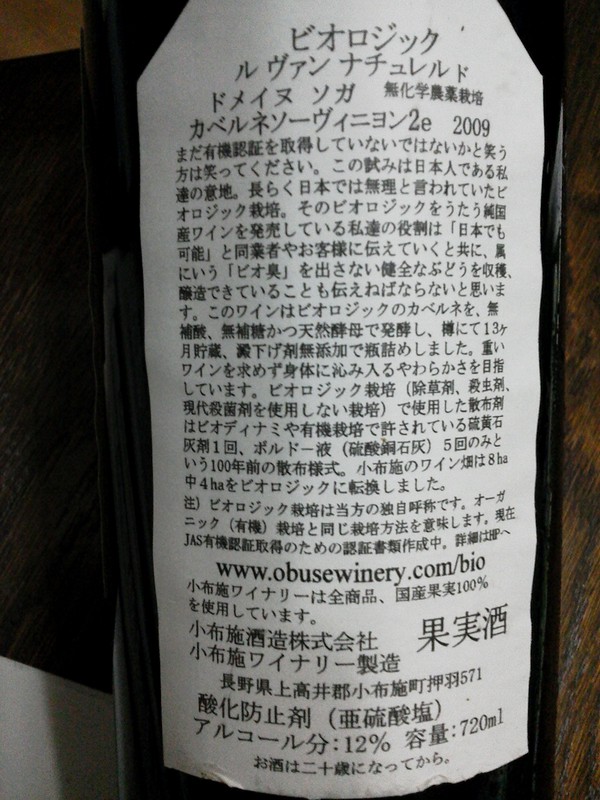 ビオロジック
ル ヴァン ナチュレルド
ドメイヌ ソガ 無化学農薬栽培
カベルネソーヴィニヨン2e 2009
まだ有機認証を取得していないではないかと笑う
方は笑ってください。この試みは日本人である私
達の意地。長らく日本では無理と言われていたビ
オロジック栽培。そのビオロジックをうたう純国
産ワインを発売している私達の役割は「日本でも
可能」と同業者やお客様に伝えていくと共に、属
にいう「ビオ臭」を出さない健全なぶどうを収穫、
醸造できていることも伝えねばならないと思いま
す。このワインはビオロジックのカベルネを、無
補酸、無補糖かつ天然酵母で発酵し、樽にて13ヶ
月貯蔵、澱下げ剤無添加で瓶詰めしました。重い
ワインを求めず身体に沁み入るやわらかさを目指
しています。ビオロジック栽培（除草剤、殺虫剤、
現代殺菌剤を使用しない栽培）で使用した散布剤
はビオディナミや有機栽培で許されている硫黄石
灰剤1回、ボルドー液（硫酸銅石灰）5回のみと
いう100年前の散布様式。小布施のワイン畑は8ha
中4haをビオロジックに転換しました。
注）ビオロジック栽培は当方の独自呼称です。オーガ
ニック（有機）栽培と同じ栽培方法を意味します。現在
JAS有機認証取得のための認証書類作成中。詳細はHPへ
www.obusewinery.com/bio
小布施ワイナリーは全商品、国産果実100%
を使用しています。
小布施酒造株式会社 果実酒
小布施ワイナリー製造
長野県上高井郡小布施町押羽571
酸化防止剤（亜硫酸塩）
アルコール分：12% 容量：720ml
お酒は二十歳になってから。